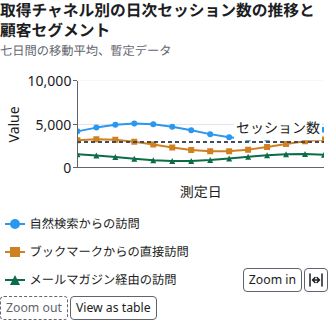 取得チャネル別の日次セッション数の推移と
顧客セグメント
七日間の移動平均、暫定データ
10,000
5,000
0
Value
セッション数
測定日
自然検索からの訪問
ブックマークからの直接訪問
メールマガジン経由の訪問
Zoom in
Zoom out
View as table